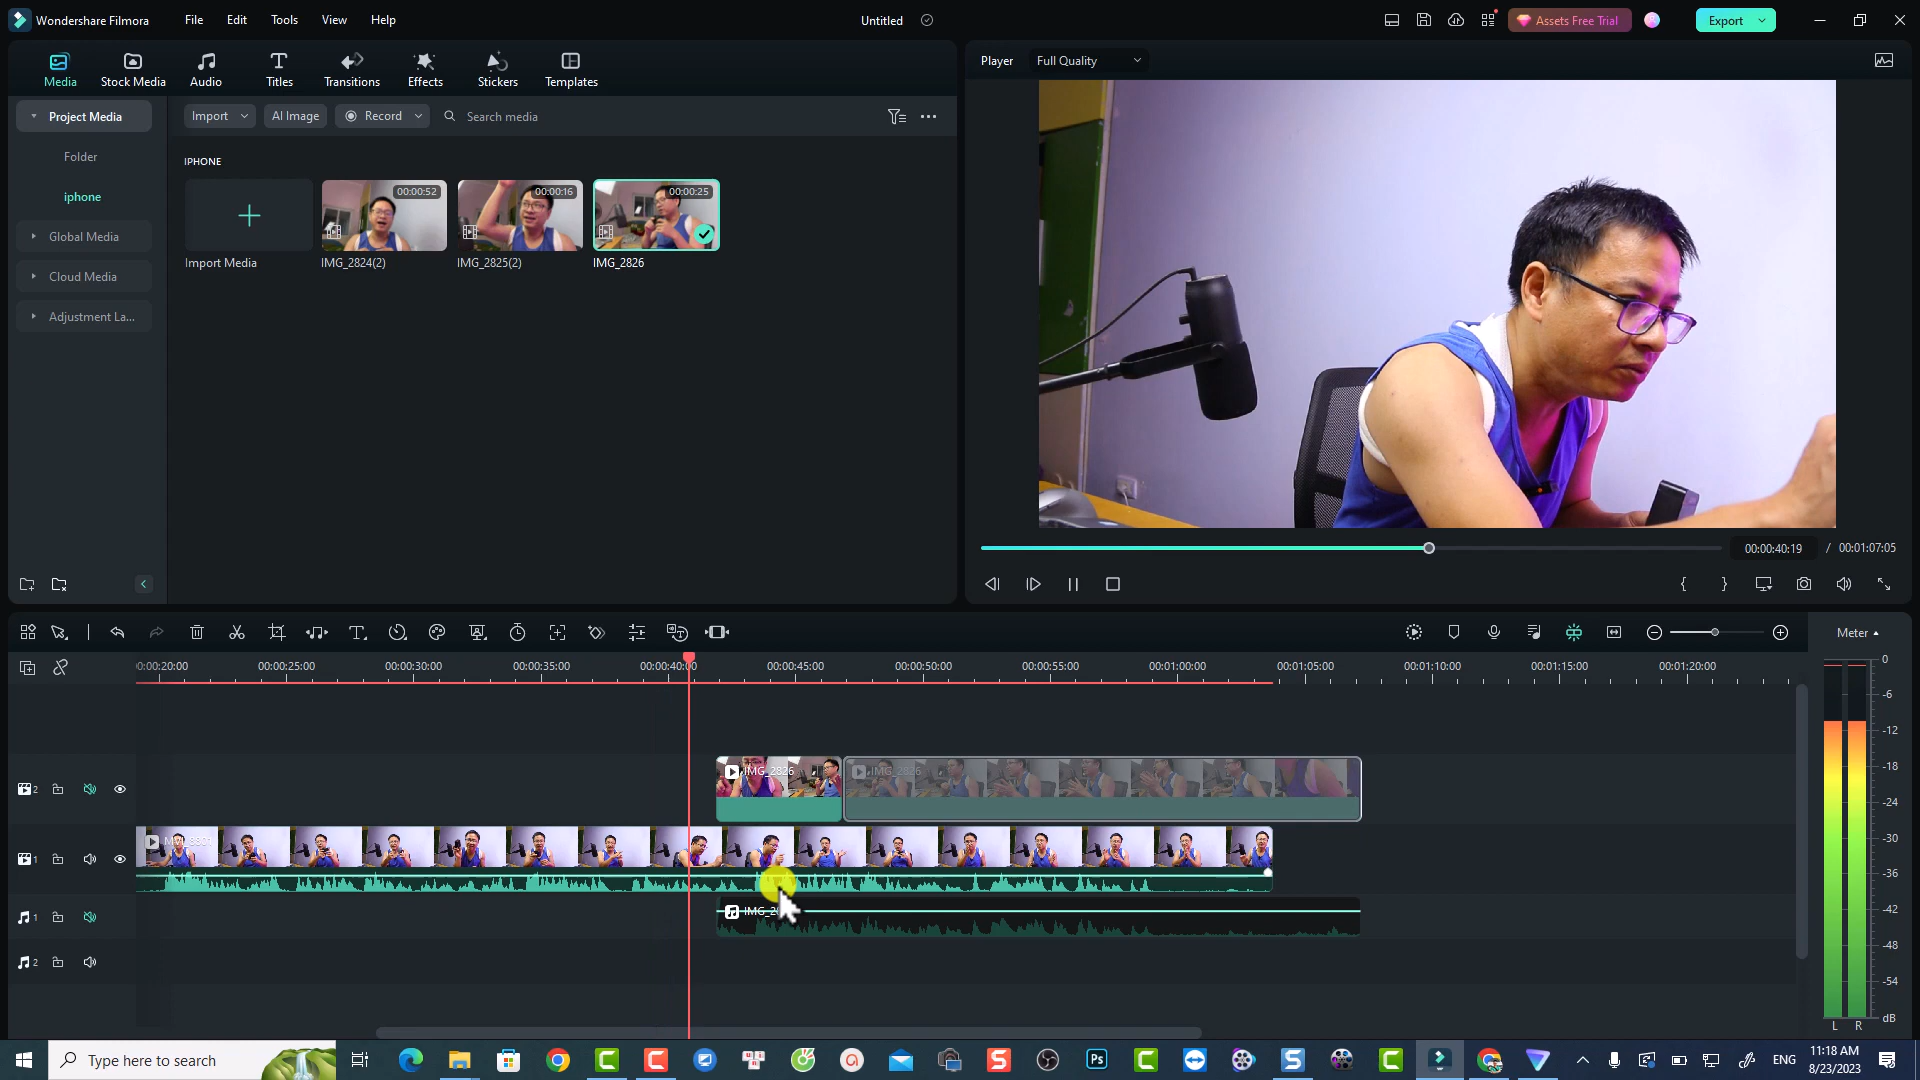 Wondershare Filmora
File
Edit
Tools
View
Help
Untitled
Assets Free Trial
Export
Media
Stock Media
Audio
Titles
Transitions
Effects
Stickers
Templates
Player
Full Quality
Project Media
Import
AI Image
Record
Search media
Folder
IPHONE
iphone
00:00:52
00:00:16
00:00:25
Global Media
Import Media
IMG_2824(2)
IMG_2825(2)
IMG_2826
Cloud Media
Adjustment La...
00:00:40:19 / 00:01:07:05
Meter
00:00:20:00
00:00:25:00
00:00:30:00
00:00:35:00
00:00:40:00
00:00:45:00
00:00:50:00
00:00:55:00
00:01:00:00
00:01:05:00
00:01:10:00
00:01:15:00
00:01:20:00
0
-6
-12
-18
-24
-30
-36
-42
-48
-54
dB
L R
2
IMG_2826
IMG_2826
1
1
2
Type here to search
Ps
ENG
11:18 AM
8/23/2023